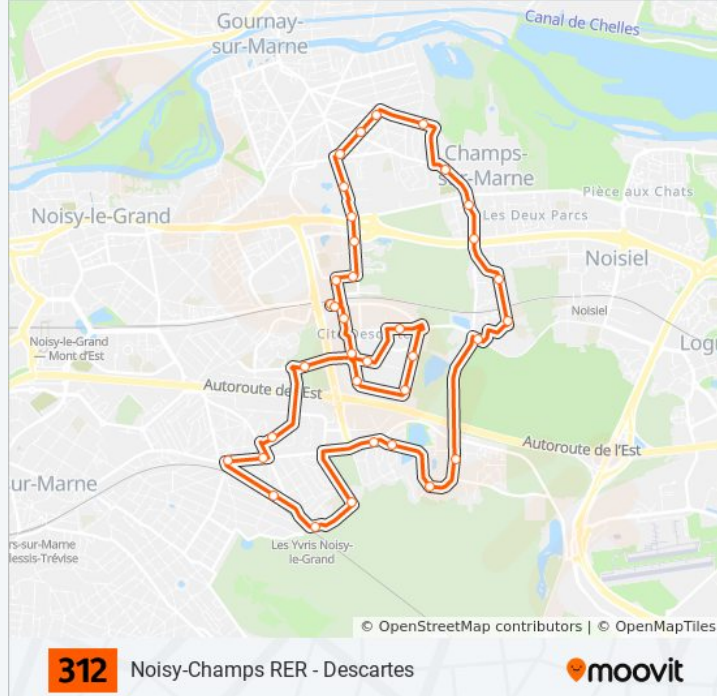 Gournay-
sur-Marne
Canal de Chelles
Champs-
sur-Marne
Pièce aux Chats
Noisy-le-Grand
Les Deux Parcs
Noisiel
Noisiel
Noisy-le-Grand
— Mont d'Est
Autoroute de l'Est
Autoroute de l'Est
ur-Marne
Les Yvris Noisy-
le-Grand
rs-sur-Marne
lessis-Trévise
© OpenStreetMap contributors | © OpenMapTiles
312 Noisy-Champs RER - Descartes
moovit